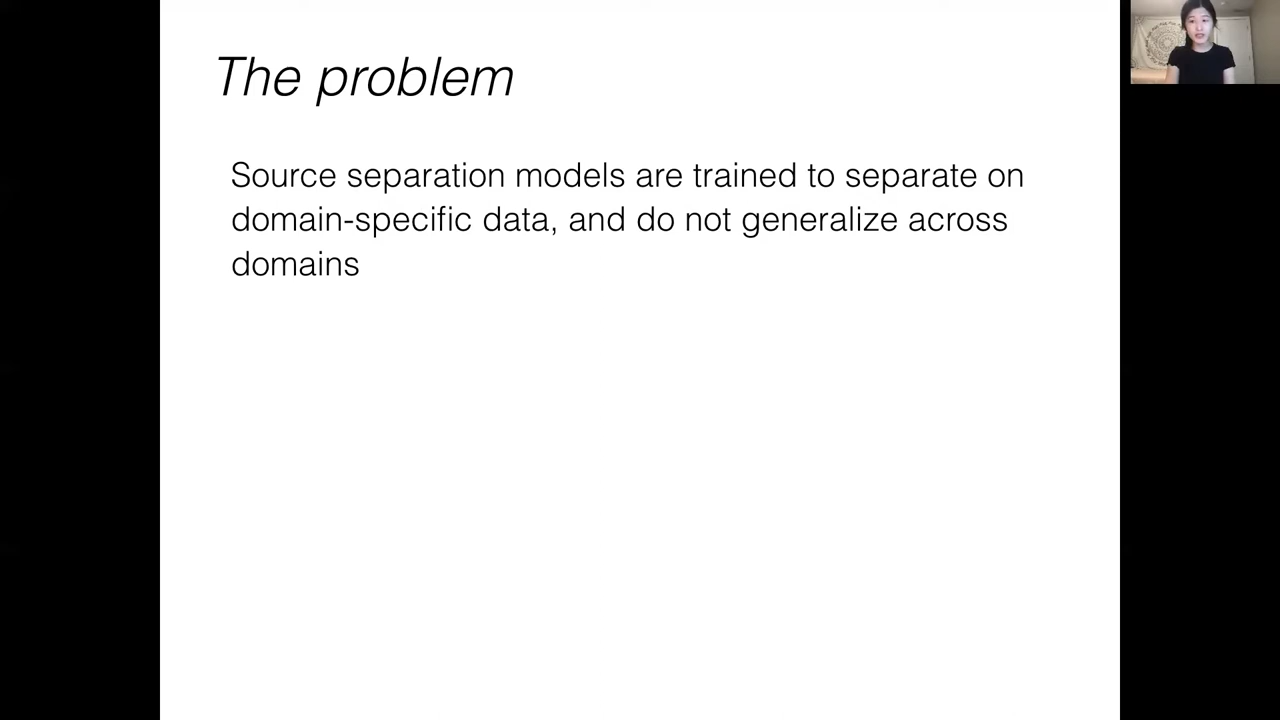 The problem
Source separation models are trained to separate on
domain-specific data, and do not generalize across
domains